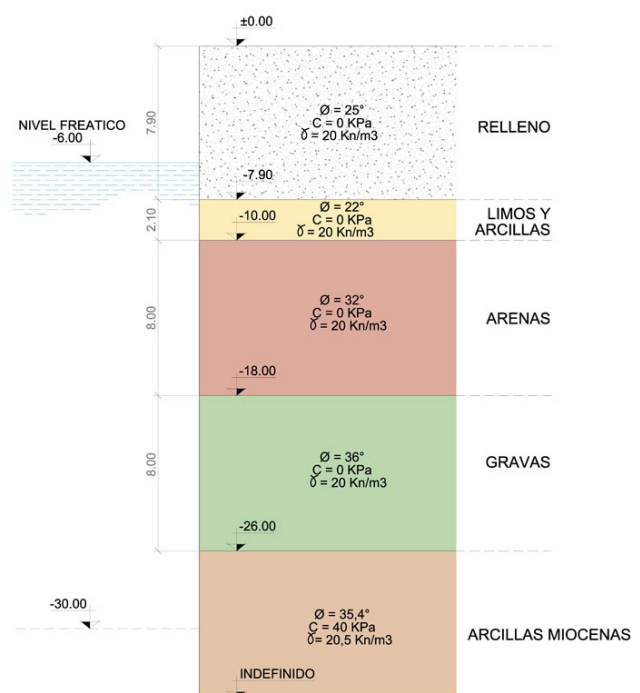 ±0.00
Ø = 25°
C = 0 KPa
ɣ = 20 Kn/m3
RELLENO
7.90
NIVEL FREATICO
-6.00
-7.90
Ø = 22°
C = 0 KPa
ɣ = 20 Kn/m3
-10.00
2.10
LIMOS Y
ARCILLAS
Ø = 32°
C = 0 KPa
ɣ = 20 Kn/m3
ARENAS
8.00
-18.00
Ø = 36°
C = 0 KPa
ɣ = 20 Kn/m3
GRAVAS
8.00
-26.00
-30.00
Ø = 35,4°
C = 40 KPa
ɣ= 20,5 Kn/m3
ARCILLAS MIOCENAS
INDEFINIDO